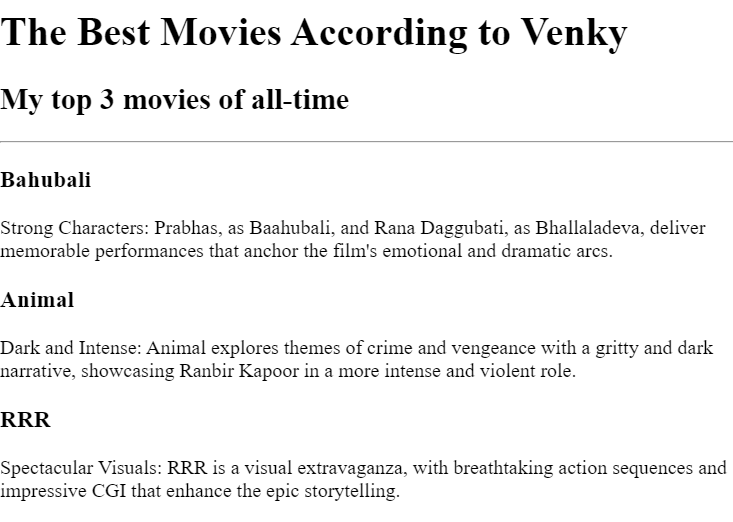 The Best Movies According to Venky
My top 3 movies of all-time
Bahubali
Strong Characters: Prabhas, as Baahubali, and Rana Daggubati, as Bhallaladeva, deliver
memorable performances that anchor the film's emotional and dramatic arcs.
Animal
Dark and Intense: Animal explores themes of crime and vengeance with a gritty and dark
narrative, showcasing Ranbir Kapoor in a more intense and violent role.
RRR
Spectacular Visuals: RRR is a visual extravaganza, with breathtaking action sequences and
impressive CGI that enhance the epic storytelling.